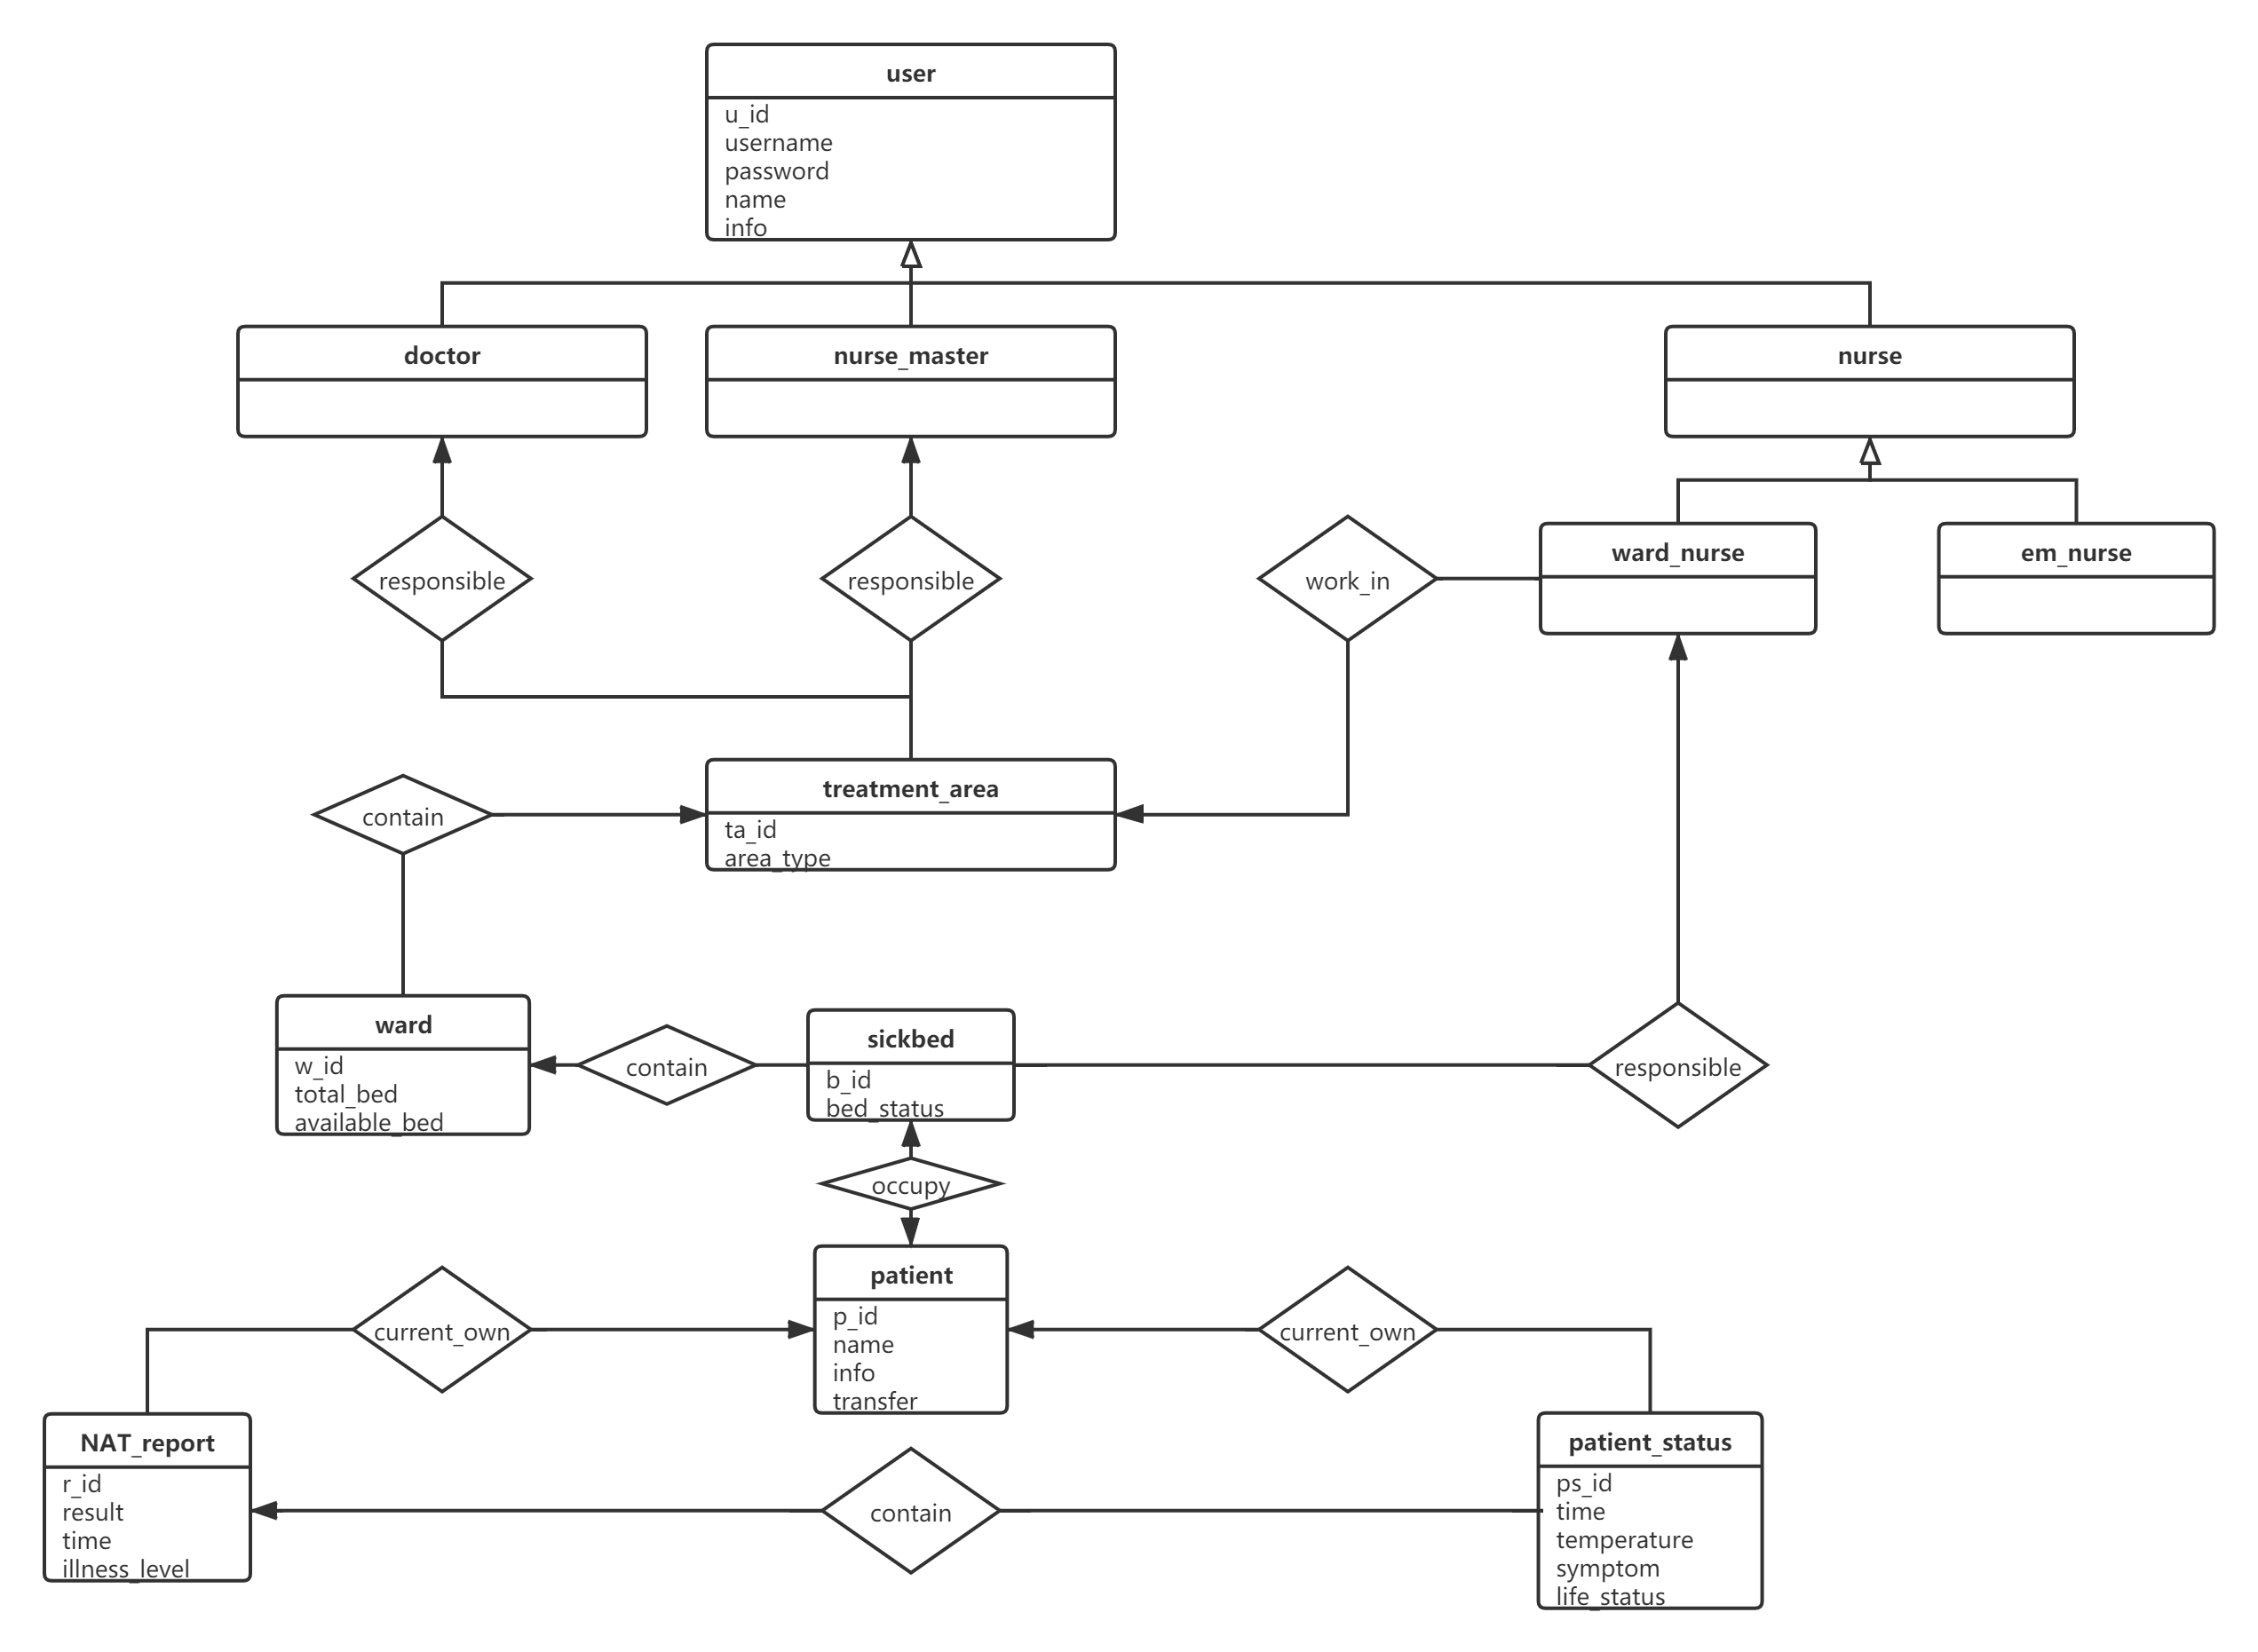 user
u_id
username
password
name
info
doctor
nurse_master
nurse
responsible
responsible
work_in
ward_nurse
em_nurse
contain
treatment_area
ta_id
area_type
ward
w_id
total_bed
available_bed
contain
sickbed
b_id
bed_status
responsible
occupy
current_own
patient
p_id
name
info
transfer
current_own
NAT_report
r_id
result
time
illness_level
contain
patient_status
ps_id
time
temperature
symptom
life_status